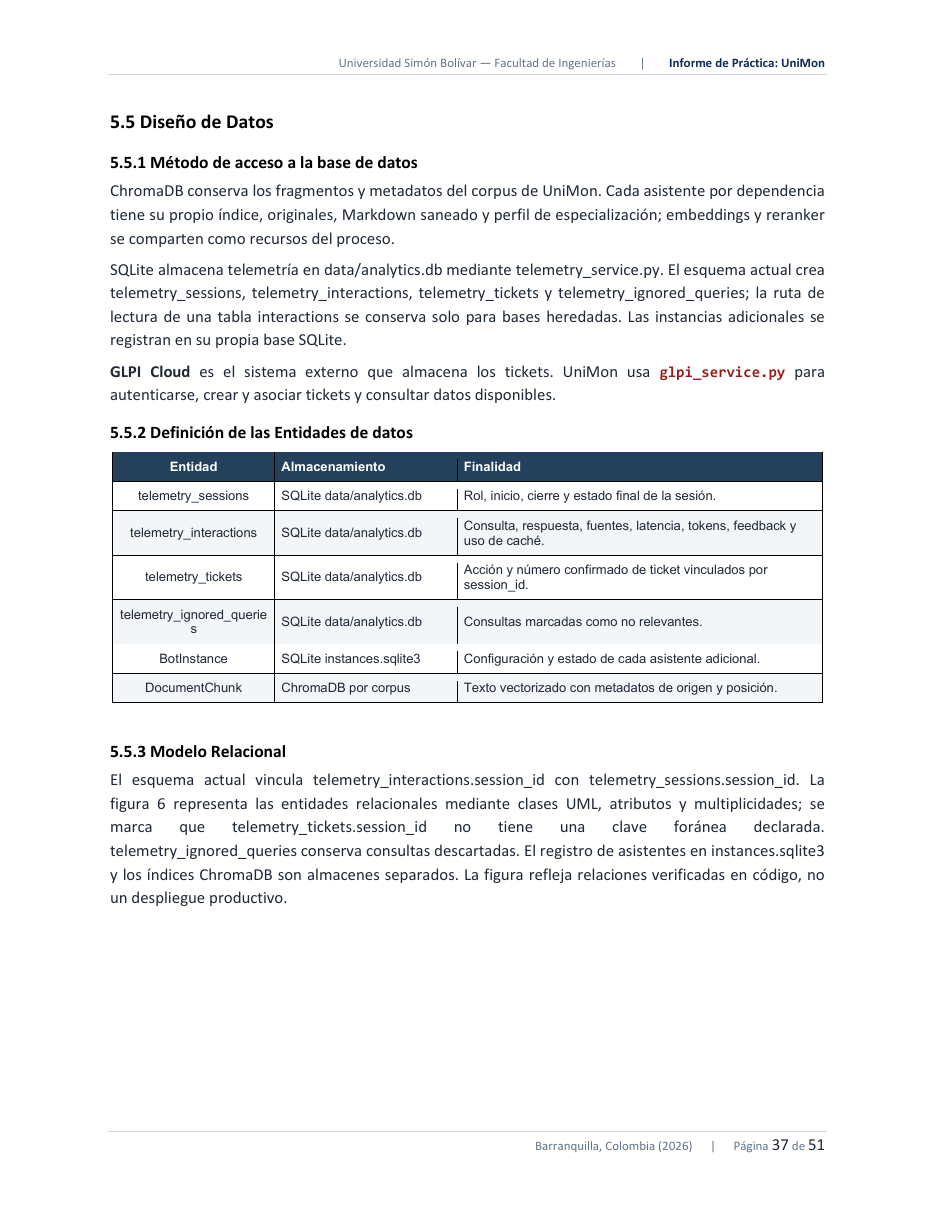 Universidad Simón Bolívar — Facultad de Ingenierías | Informe de Práctica: UniMon
5.5 Diseño de Datos
5.5.1 Método de acceso a la base de datos
ChromaDB conserva los fragmentos y metadatos del corpus de UniMon. Cada asistente por dependencia
tiene su propio índice, originales, Markdown saneado y perfil de especialización; embeddings y reranker
se comparten como recursos del proceso.
SQLite almacena telemetría en data/analytics.db mediante telemetry_service.py. El esquema actual crea
telemetry_sessions, telemetry_interactions, telemetry_tickets y telemetry_ignored_queries; la ruta de
lectura de una tabla interactions se conserva solo para bases heredadas. Las instancias adicionales se
registran en su propia base SQLite.
GLPI Cloud es el sistema externo que almacena los tickets. UniMon usa glpi_service.py para
autenticarse, crear y asociar tickets y consultar datos disponibles.
5.5.2 Definición de las Entidades de datos
Entidad Almacenamiento Finalidad
telemetry_sessions SQLite data/analytics.db Rol, inicio, cierre y estado final de la sesión.
telemetry_interactions SQLite data/analytics.db Consulta, respuesta, fuentes, latencia, tokens, feedback y
uso de caché.
telemetry_tickets SQLite data/analytics.db Acción y número confirmado de ticket vinculados por
session_id.
telemetry_ignored_querie
s SQLite data/analytics.db Consultas marcadas como no relevantes.
BotInstance SQLite instances.sqlite3 Configuración y estado de cada asistente adicional.
DocumentChunk ChromaDB por corpus Texto vectorizado con metadatos de origen y posición.
5.5.3 Modelo Relacional
El esquema actual vincula telemetry_interactions.session_id con telemetry_sessions.session_id. La
figura 6 representa las entidades relacionales mediante clases UML, atributos y multiplicidades; se
marca que telemetry_tickets.session_id no tiene una clave foránea declarada.
telemetry_ignored_queries conserva consultas descartadas. El registro de asistentes en instances.sqlite3
y los índices ChromaDB son almacenes separados. La figura refleja relaciones verificadas en código, no
un despliegue productivo.
Barranquilla, Colombia (2026) | Página 37 de 51